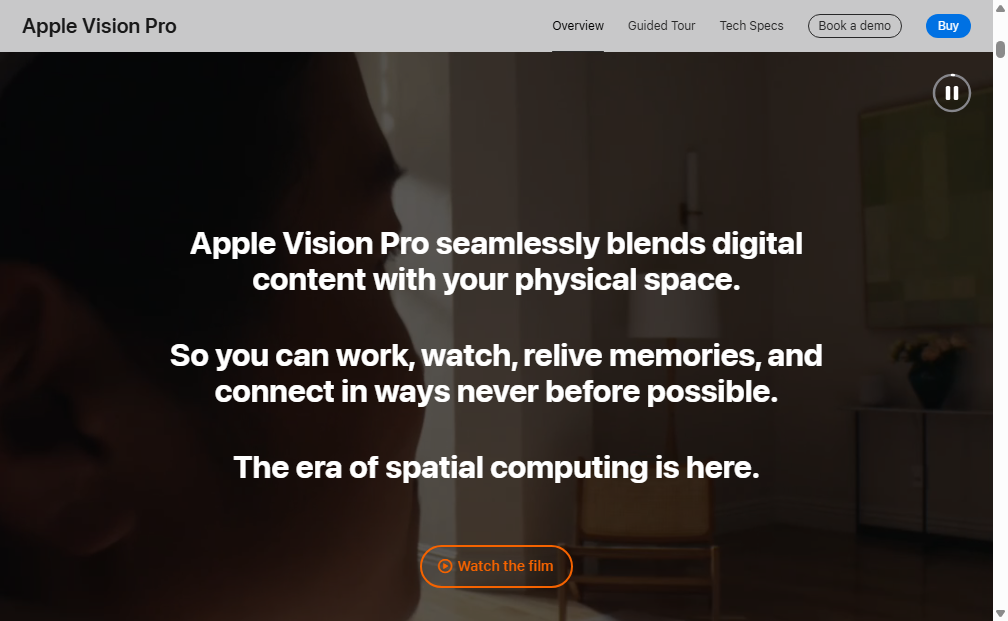 Apple Vision Pro
Overview
Guided Tour
Tech Specs
Book a demo
Buy
Apple Vision Pro seamlessly blends digital
content with your physical space.
So you can work, watch, relive memories, and
connect in ways never before possible.
The era of spatial computing is here.
Watch the film